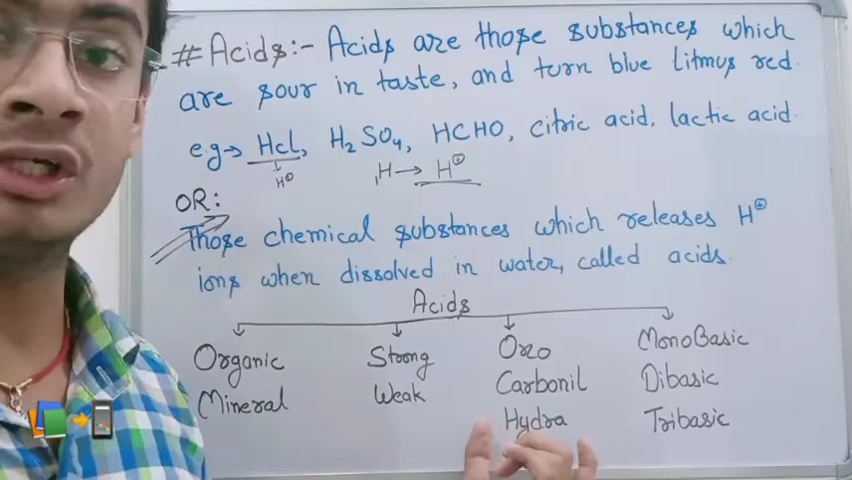 # Acids:- Acids are those substances which
are sour in taste, and turn blue litmus red.
e.g→ Hcl, H₂SO₄, HCHO, citric acid, lactic acid.
↓
H⊕
H → H⊕
OR:
Those chemical substances which releases H⊕
ions when dissolved in water, called acids.
Acids
Organic
Mineral
Strong
Weak
Oxo
Carbonil
Hydra
MonoBasic
Dibasic
Tribasic